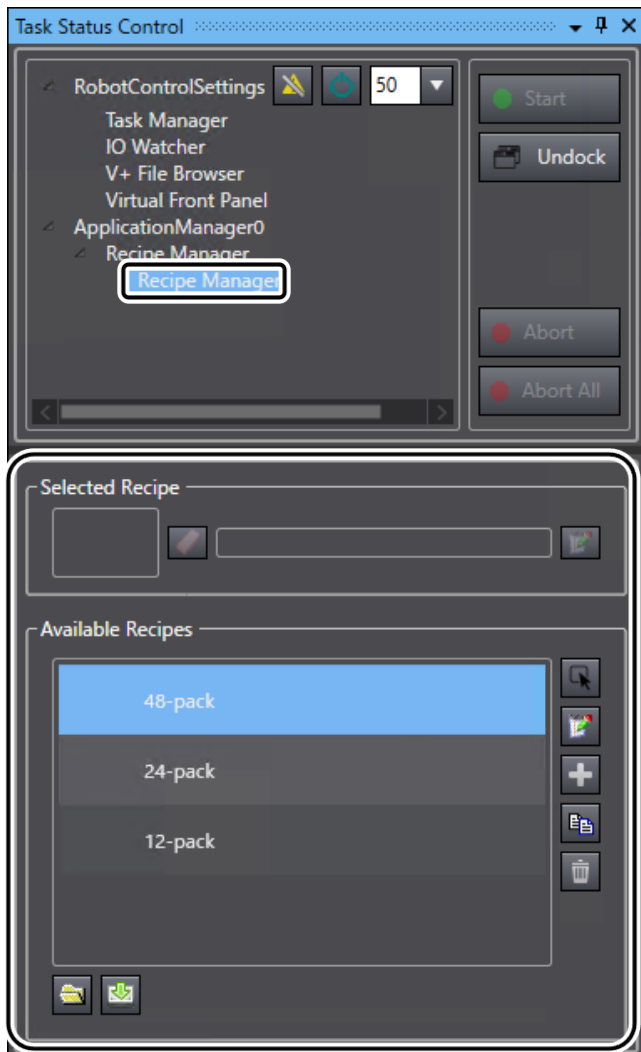 Task Status Control
RobotControlSettings 50
Task Manager
IO Watcher
V+ File Browser
Virtual Front Panel
ApplicationManager0
Recipe Manager
Recipe Manager
Start
Undock
Abort
Abort All
Selected Recipe
Available Recipes
48-pack
24-pack
12-pack